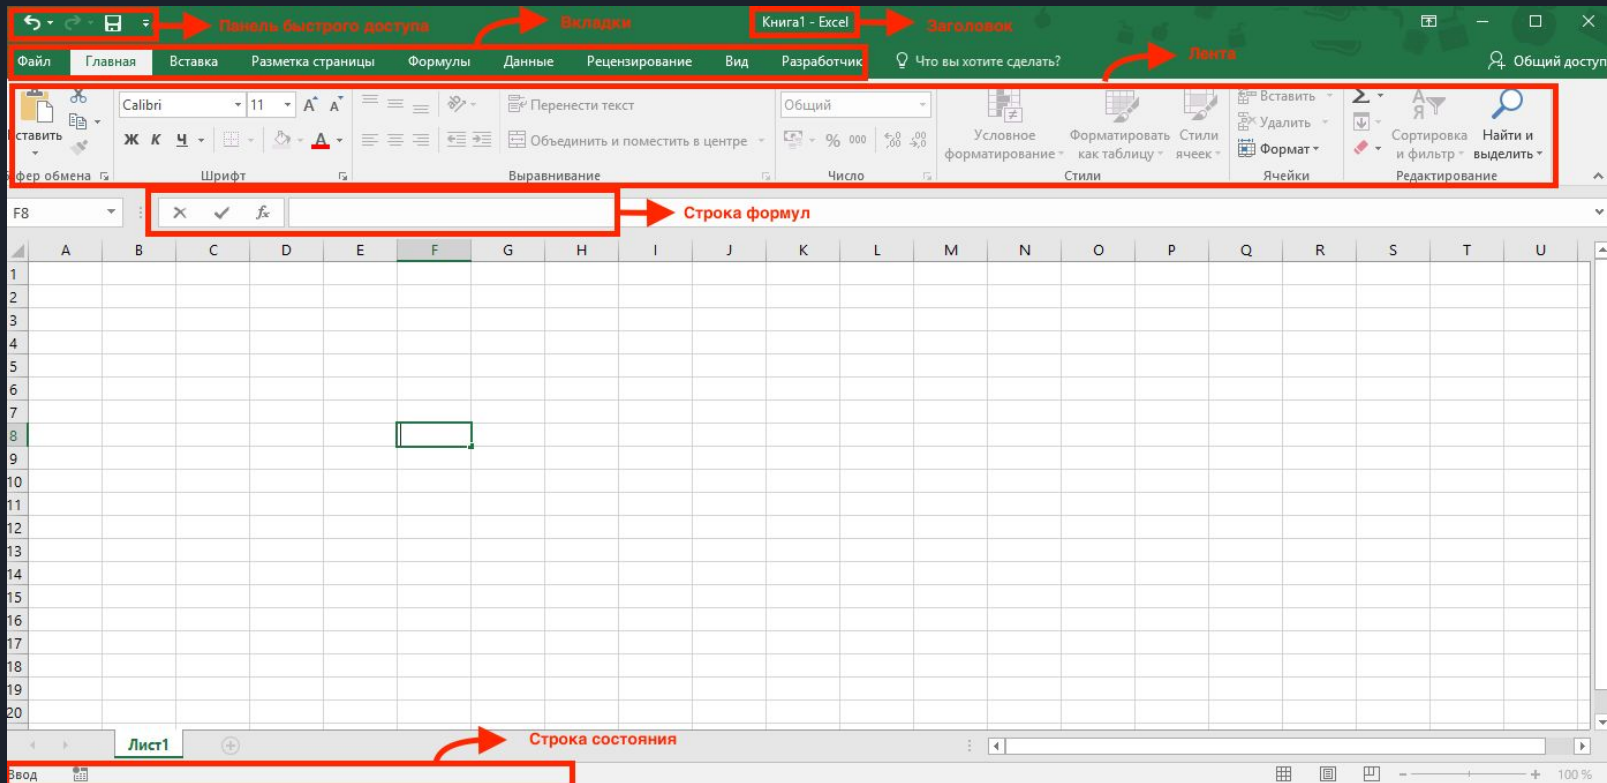 Панель быстрого доступа
Вкладки
Книга1 - Excel
Заголовок
Файл Главная Вставка Разметка страницы Формулы Данные Рецензирование Вид Разработчик Что вы хотите сделать? Общий доступ
Лента
Calibri 11 Перенести текст Общий Вставить
Удалить
ставить Ж К Ч Объединить и поместить в центре % 000 Условное форматирование Форматировать как таблицу Стили ячеек Формат Сортировка и фильтр Найти и выделить
фер обмена Шрифт Выравнивание Число Стили Ячейки Редактирование
F8 fx Строка формул
A B C D E F G H I J K L M N O P Q R S T U
1
2
3
4
5
6
7
8
9
10
11
12
13
14
15
16
17
18
19
20
Лист1 Строка состояния
Ввод 100 %